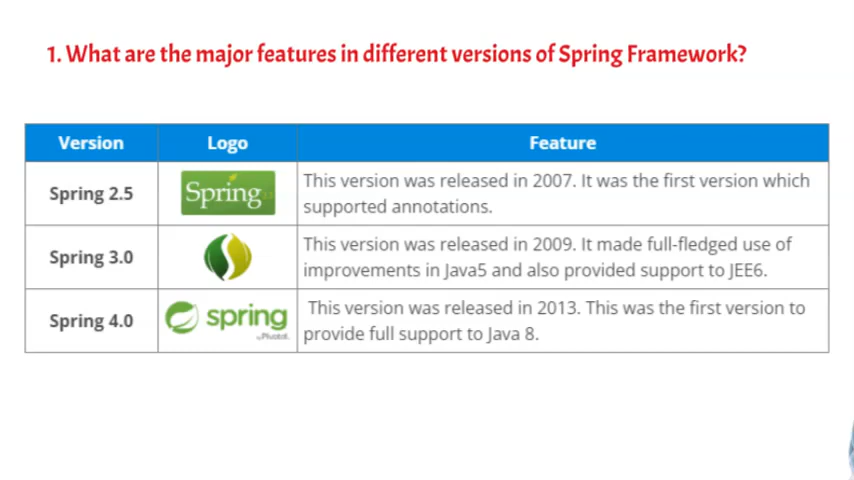 1. What are the major features in different versions of Spring Framework?
Version Logo Feature
Spring 2.5
Spring
This version was released in 2007. It was the first version which
supported annotations.
Spring 3.0
This version was released in 2009. It made full-fledged use of
improvements in Java5 and also provided support to JEE6.
Spring 4.0
spring
by Pivotal.
This version was released in 2013. This was the first version to
provide full support to Java 8.